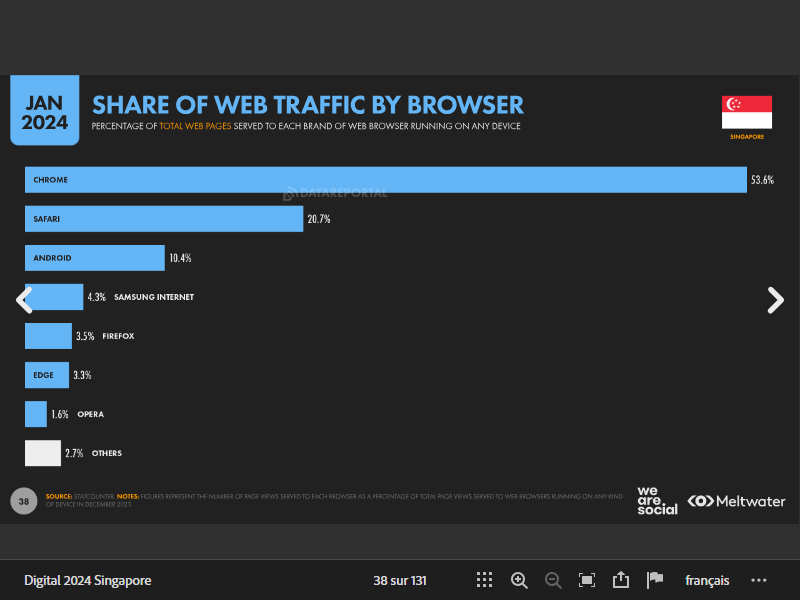 JAN
2024
SHARE OF WEB TRAFFIC BY BROWSER
PERCENTAGE OF TOTAL WEB PAGES SERVED TO EACH BRAND OF WEB BROWSER RUNNING ON ANY DEVICE
SINGAPORE
CHROME 53.6%
DATAREPORTAL
SAFARI 20.7%
ANDROID 10.4%
4.3% SAMSUNG INTERNET
3.5% FIREFOX
EDGE 3.3%
1.6% OPERA
2.7% OTHERS
38
SOURCE: STATCOUNTER. NOTES: FIGURES REPRESENT THE NUMBER OF PAGE VIEWS SERVED TO EACH BROWSER AS A PERCENTAGE OF TOTAL PAGE VIEWS SERVED TO WEB BROWSERS RUNNING ON ANY KIND
OF DEVICE IN DECEMBER 2023.
we
are
social
Meltwater
Digital 2024 Singapore
38 sur 131
français